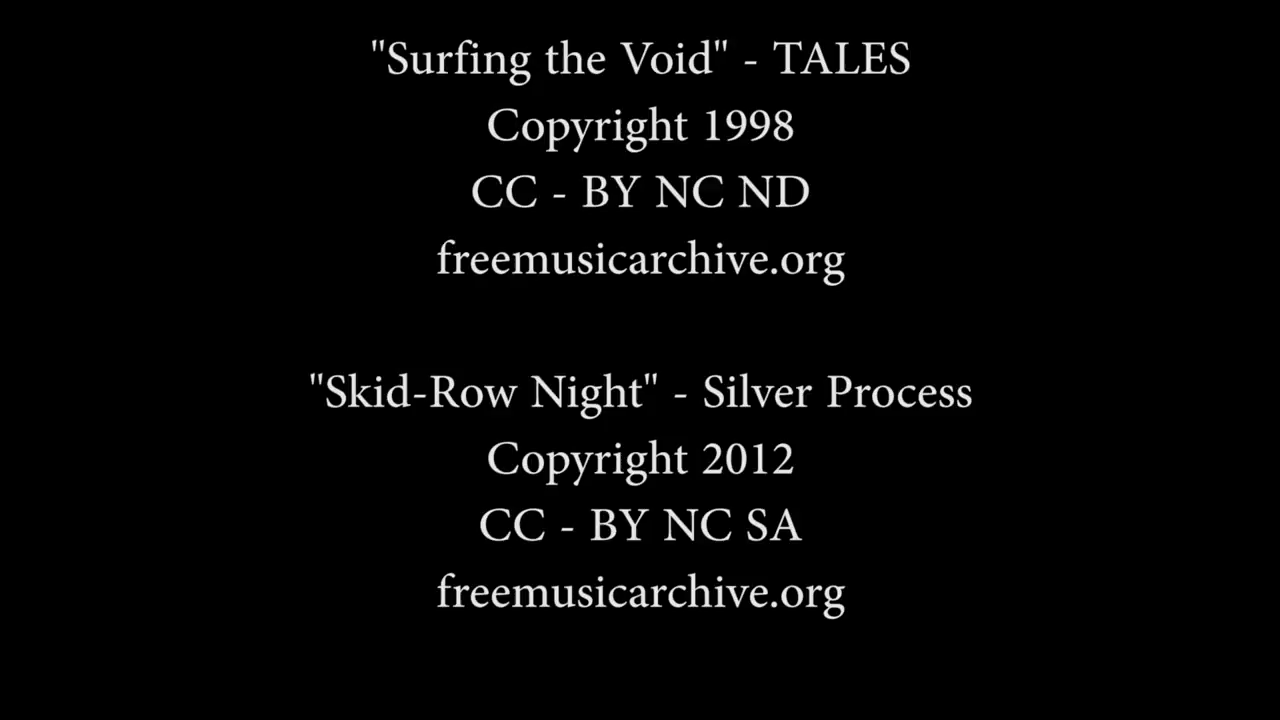 "Surfing the Void" - TALES
Copyright 1998
CC - BY NC ND
freemusicarchive.org
"Skid-Row Night" - Silver Process
Copyright 2012
CC - BY NC SA
freemusicarchive.org